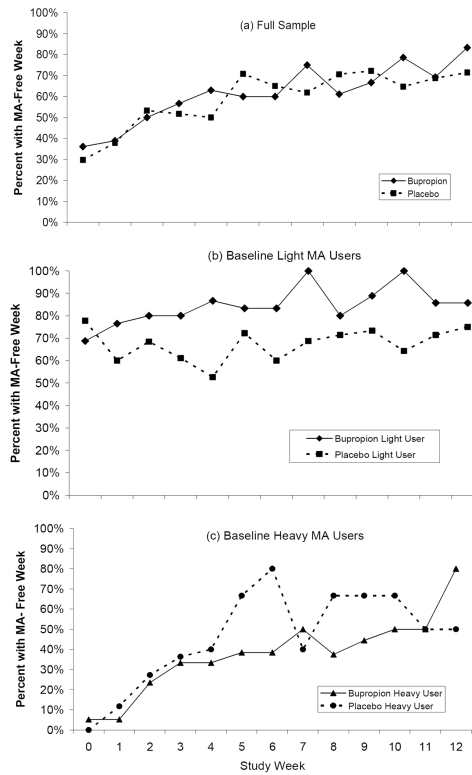 (a) Full Sample
Percent with MA-Free Week
100%
90%
80%
70%
60%
50%
40%
30%
20%
10%
0%
Bupropion
Placebo
(b) Baseline Light MA Users
Percent with MA-Free Week
100%
90%
80%
70%
60%
50%
40%
30%
20%
10%
0%
Bupropion Light User
Placebo Light User
(c) Baseline Heavy MA Users
Percent with MA- Free Week
100%
90%
80%
70%
60%
50%
40%
30%
20%
10%
0%
Bupropion Heavy User
Placebo Heavy User
0 1 2 3 4 5 6 7 8 9 10 11 12
Study Week